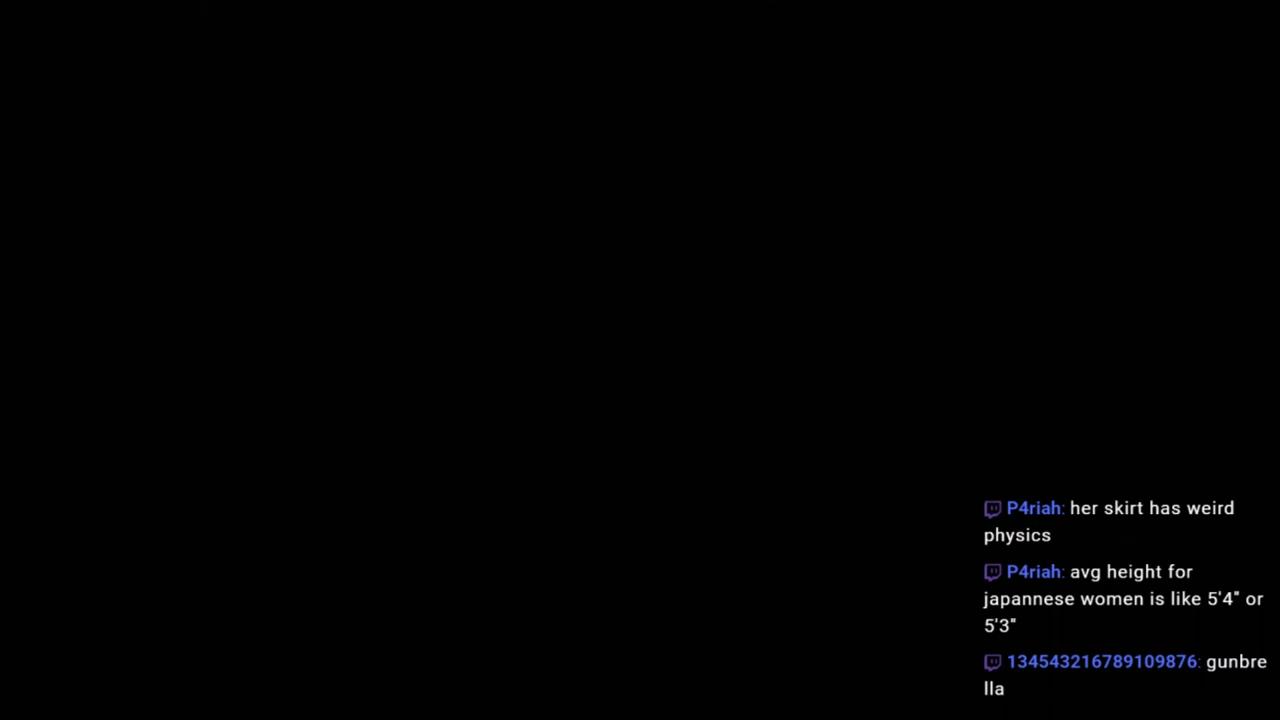 P4riah: her skirt has weird
physics
P4riah: avg height for
japannese women is like 5'4" or
5'3"
134543216789109876: gunbre
lla